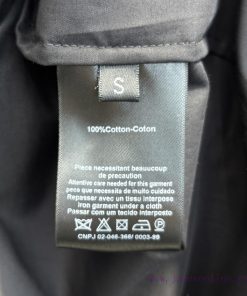 S
100%Cotton-Coton
Piece necessitent beaucoup
de precaution
Attentive care needed for this garment
peça que necessita de muito cuidado
Repasser avec un tissu interpose
Iron garment under a cloth
Passar com um tecido interposto
CNPJ 02-046-366/ 0003-99